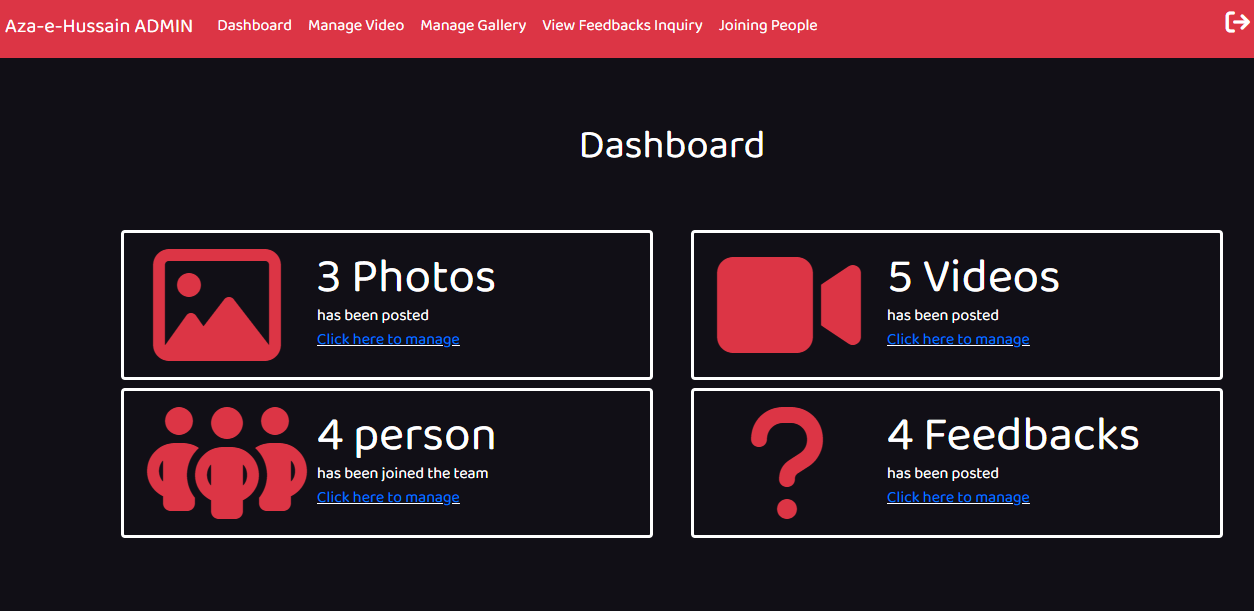 Aza-e-Hussain ADMIN Dashboard Manage Video Manage Gallery View Feedbacks Inquiry Joining People
Dashboard
3 Photos
has been posted
Click here to manage
5 Videos
has been posted
Click here to manage
4 person
has been joined the team
Click here to manage
4 Feedbacks
has been posted
Click here to manage